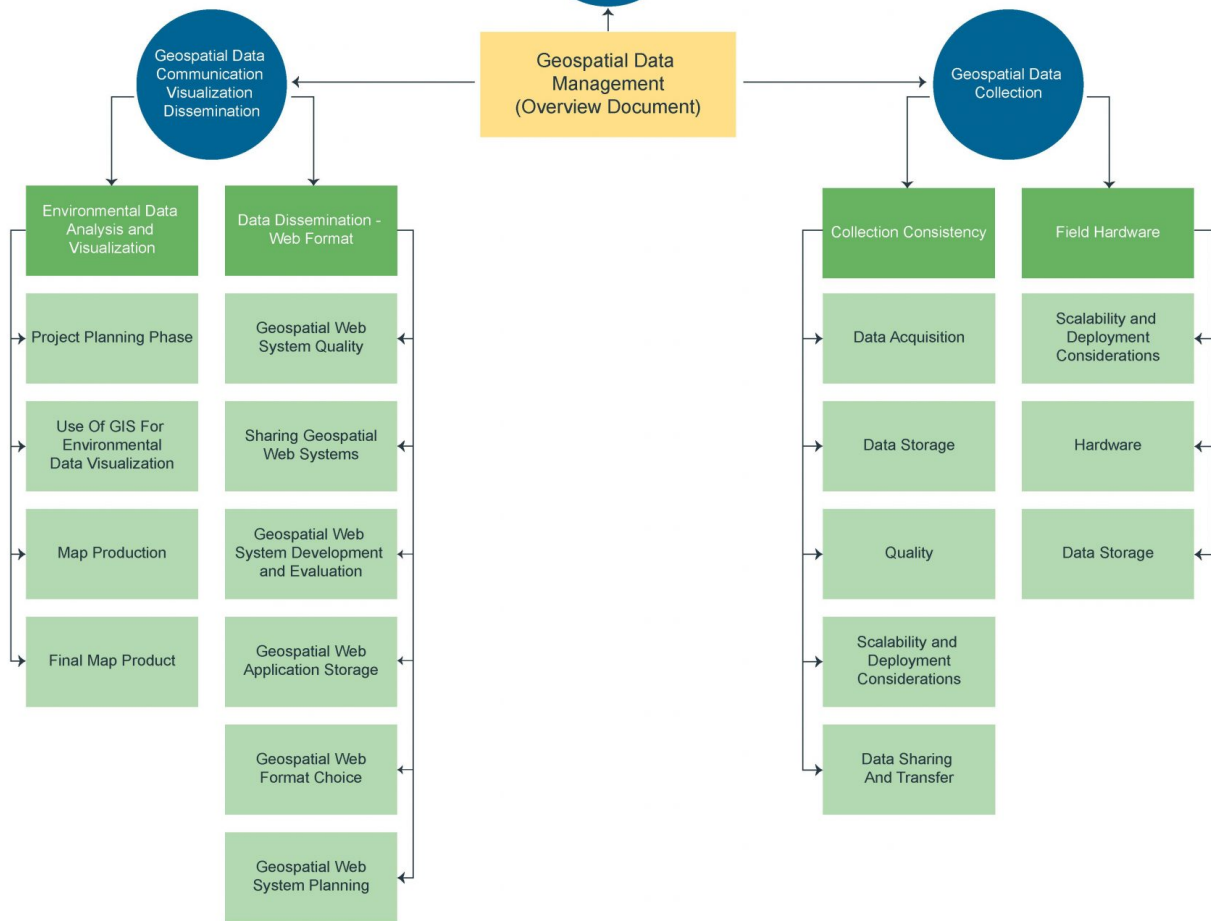 Geospatial Data
Communication
Visualization
Dissemination
Geospatial Data
Management
(Overview Document)
Geospatial Data
Collection
Environmental Data
Analysis and
Visualization
Project Planning Phase
Use Of GIS For
Environmental
Data Visualization
Map Production
Final Map Product
Data Dissemination -
Web Format
Geospatial Web
System Quality
Sharing Geospatial
Web Systems
Geospatial Web
System Development
and Evaluation
Geospatial Web
Application Storage
Geospatial Web
Format Choice
Geospatial Web
System Planning
Collection Consistency
Data Acquisition
Data Storage
Quality
Scalability and
Deployment
Considerations
Data Sharing
And Transfer
Field Hardware
Scalability and
Deployment
Considerations
Hardware
Data Storage